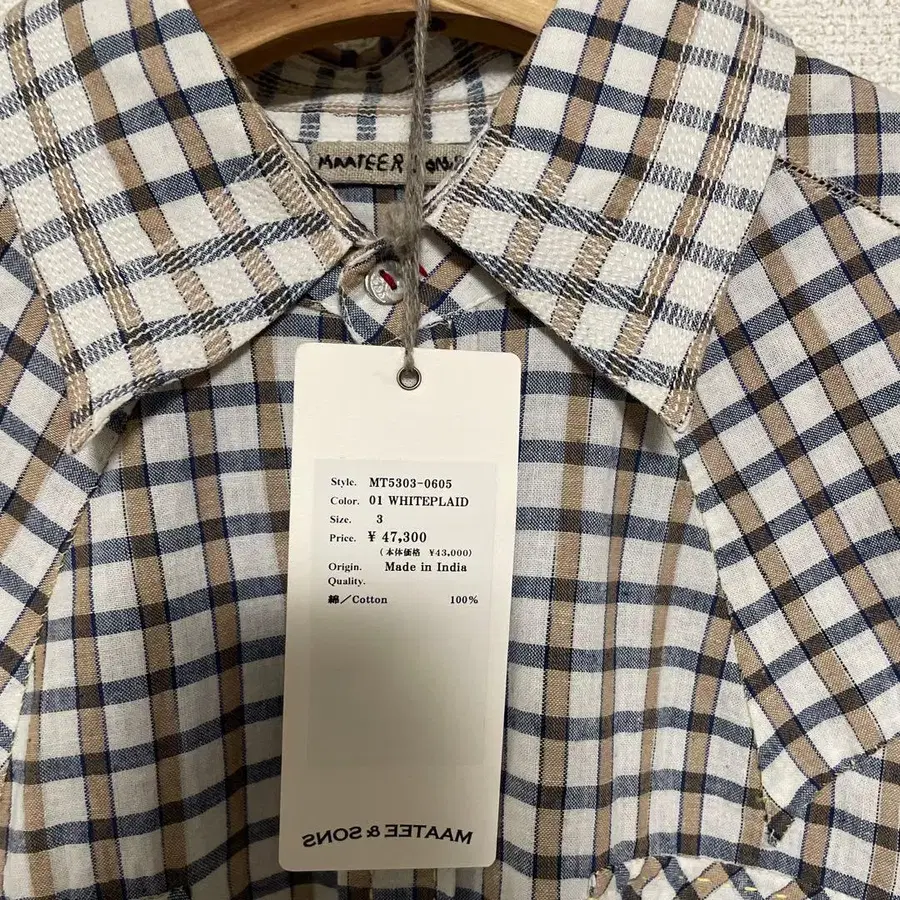 MAATEE&
Style. MT5303-0605
Color. 01 WHITEPLAID
Size. 3
Price. ¥ 47,300
(本体価格 ¥43,000)
Origin. Made in India
Quality.
綿/Cotton 100%
MAATEE & SONS